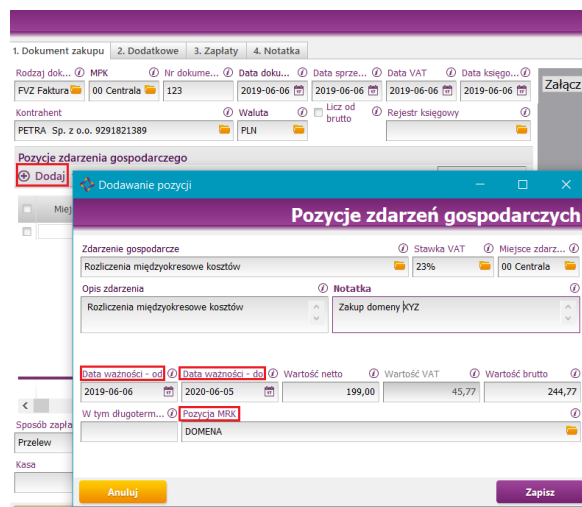 1. Dokument zakupu 2. Dodatkowe 3. Zapłaty 4. Notatka
Rodzaj dok... MPK Nr dokume... Data doku... Data sprze... Data VAT Data księgo...
FVZ Faktura 00 Centrala 123 2019-06-06 2019-06-06 2019-06-06 2019-06-06
Załącz
Kontrahent Waluta Licz od brutto Rejestr księgowy
PETRA Sp. z o.o. 9291821389 PLN
Pozycje zdarzenia gospodarczego
Dodaj
Dodawanie pozycji
Miej
Pozycje zdarzeń gospodarczych
Zdarzenie gospodarcze Stawka VAT Miejsce zdarz...
Rozliczenia międzyokresowe kosztów 23% 00 Centrala
Opis zdarzenia Notatka
Rozliczenia międzyokresowe kosztów Zakup domeny XYZ
Data ważności - od Data ważności - do Wartość netto Wartość VAT Wartość brutto
2019-06-06 2020-06-05 199,00 45,77 244,77
W tym długoterm... Pozycja MRK
DOMENA
Sposób zapła
Przelew
Kasa
Anuluj Zapisz